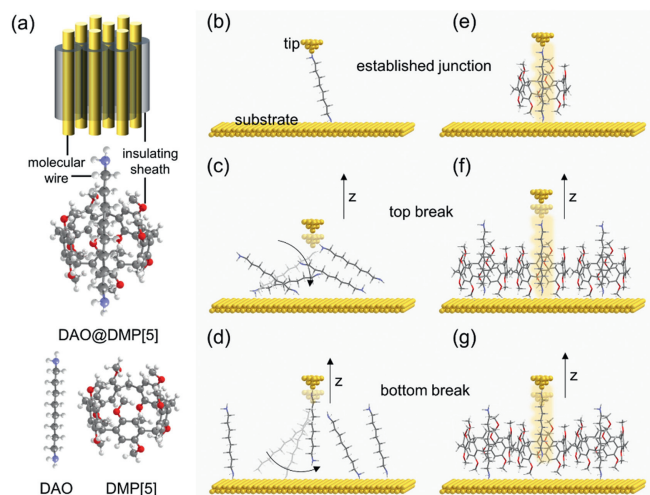 (a)
molecular
wire
insulating
sheath
DAO@DMP[5]
DAO
DMP[5]
(b)
tip
substrate
established junction
(e)
(c)
z
top break
(f)
z
(d)
z
bottom break
(g)
z